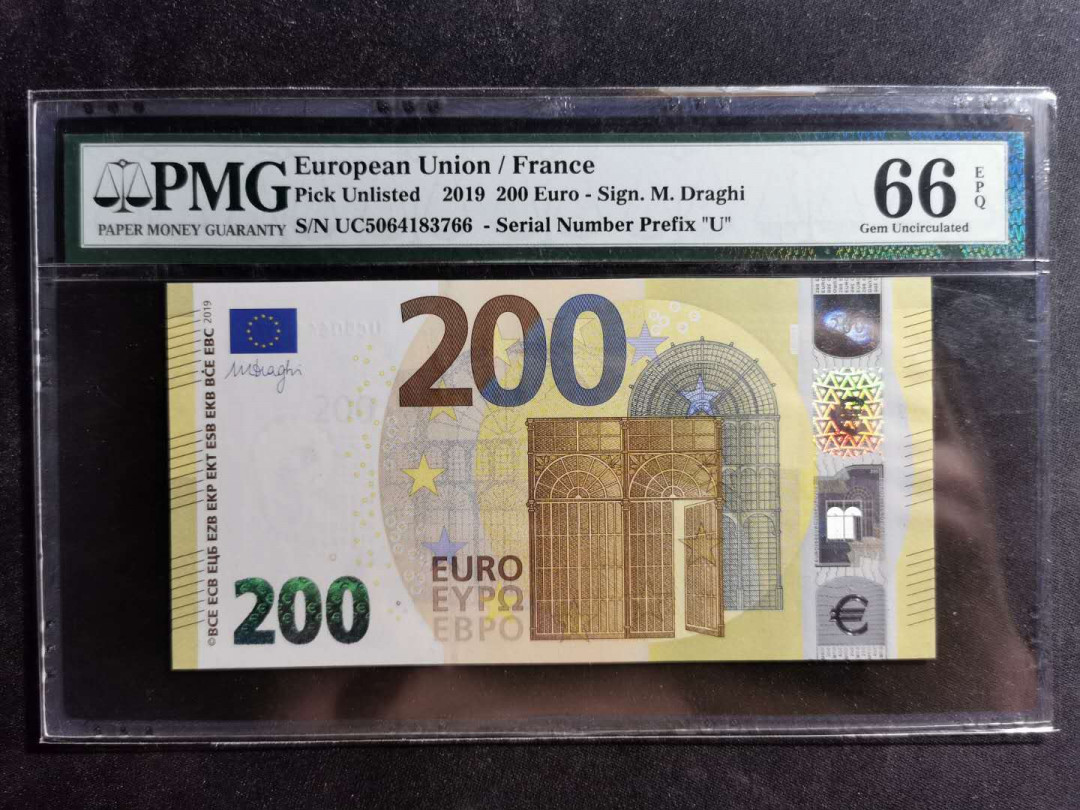 PMG
PAPER MONEY GUARANTY
European Union / France
Pick Unlisted 2019 200 Euro - Sign. M. Draghi
S/N UC5064183766 - Serial Number Prefix "U"
66
EPQ
Gem Uncirculated
©BCE ECB ЕЦБ EZB EKP EKT ESB EKB BĊE EBC 2019
M Draghi
200
200
EURO
ΕΥΡΩ
ЕВРО
200
€